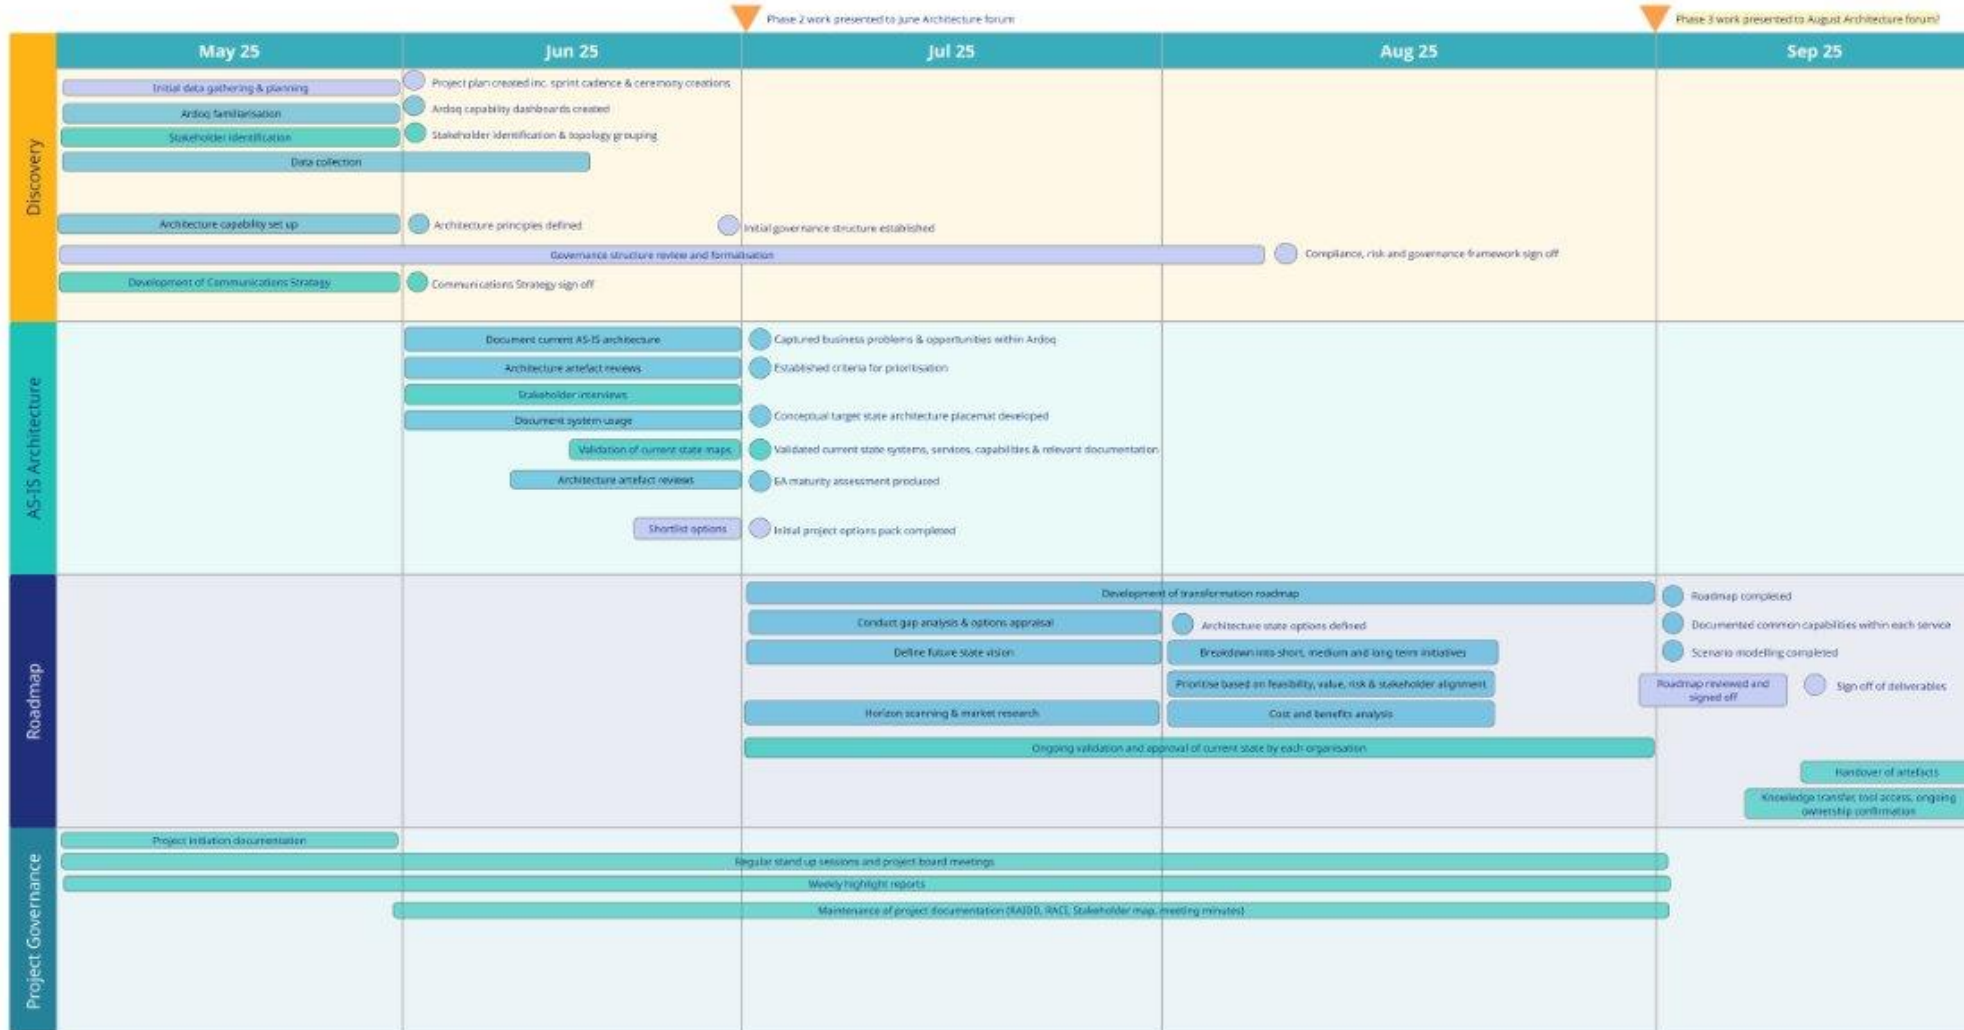 Phase 2 work presented to June Architecture forum
Phase 3 work presented to August Architecture forum?
May 25
Jun 25
Jul 25
Aug 25
Sep 25
Discovery
Initial data gathering & planning
Project plan created inc. sprint cadence & ceremony creations
Ardoq familiarisation
Ardoq capability dashboards created
Stakeholder identification
Stakeholder identification & topology grouping
Data collection
Architecture capability set up
Architecture principles defined
Initial governance structure established
Governance structure review and formalisation
Compliance, risk and governance framework sign off
Development of Communications Strategy
Communications Strategy sign off
AS-IS Architecture
Document current AS-IS architecture
Captured business problems & opportunities within Ardoq
Architecture artefact reviews
Established criteria for prioritisation
Stakeholder interviews
Document system usage
Conceptual target state architecture placemat developed
Validation of current state maps
Validated current state systems, services, capabilities & relevant documentation
Architecture artefact reviews
EA maturity assessment produced
Shortlist options
Initial project options pack completed
Roadmap
Development of transformation roadmap
Roadmap completed
Conduct gap analysis & options appraisal
Architecture state options defined
Documented common capabilities within each service
Define future state vision
Breakdown into short, medium and long term initiatives
Scenario modelling completed
Prioritise based on feasibility, value, risk & stakeholder alignment
Roadmap reviewed and
signed off
Sign off of deliverables
Horizon scanning & market research
Cost and benefits analysis
Ongoing validation and approval of current state by each organisation
Handover of artefacts
Knowledge transfer, tool access, ongoing
ownership confirmation
Project Governance
Project initiation documentation
Regular stand up sessions and project board meetings
Weekly highlight reports
Maintenance of project documentation (RAIDD, RACI, Stakeholder map, meeting minutes)